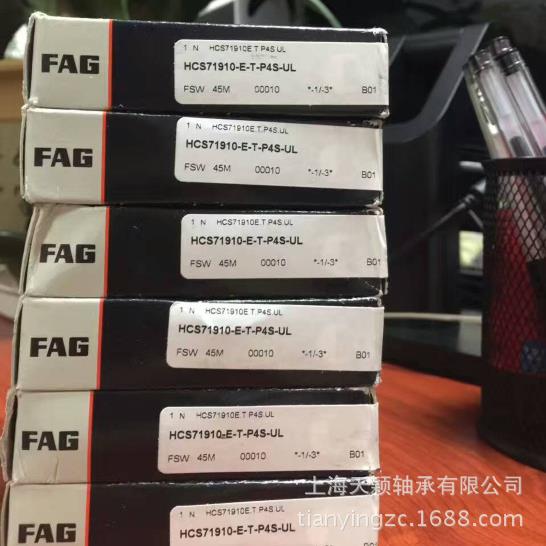 FAG
1 N HCS71910E.T.P4S.UL
HCS71910-E-T-P4S-UL
FSW 45M 00010 *-1/-3* B01
FAG
1 N HCS71910E.T.P4S.UL
HCS71910-E-T-P4S-UL
FSW 45M 00010 *-1/-3* B01
FAG
1 N HCS71910E.T.P4S.UL
HCS71910-E-T-P4S-UL
FSW 45M 00010 *-1/-3* B01
FAG
1 N HCS71910E.T.P4S.UL
HCS71910-E-T-P4S-UL
FSW 45M 00010 *-1/-3* B01
FAG
1 N HCS71910E.T.P4S.UL
HCS71910-E-T-P4S-UL
FSW 45M 00010 *-1/-3* B01
FAG
1 N HCS71910E.T.P4S.UL
HCS71910-E-T-P4S-UL
上海天颖轴承有限公司
tianyingzc.1688.com